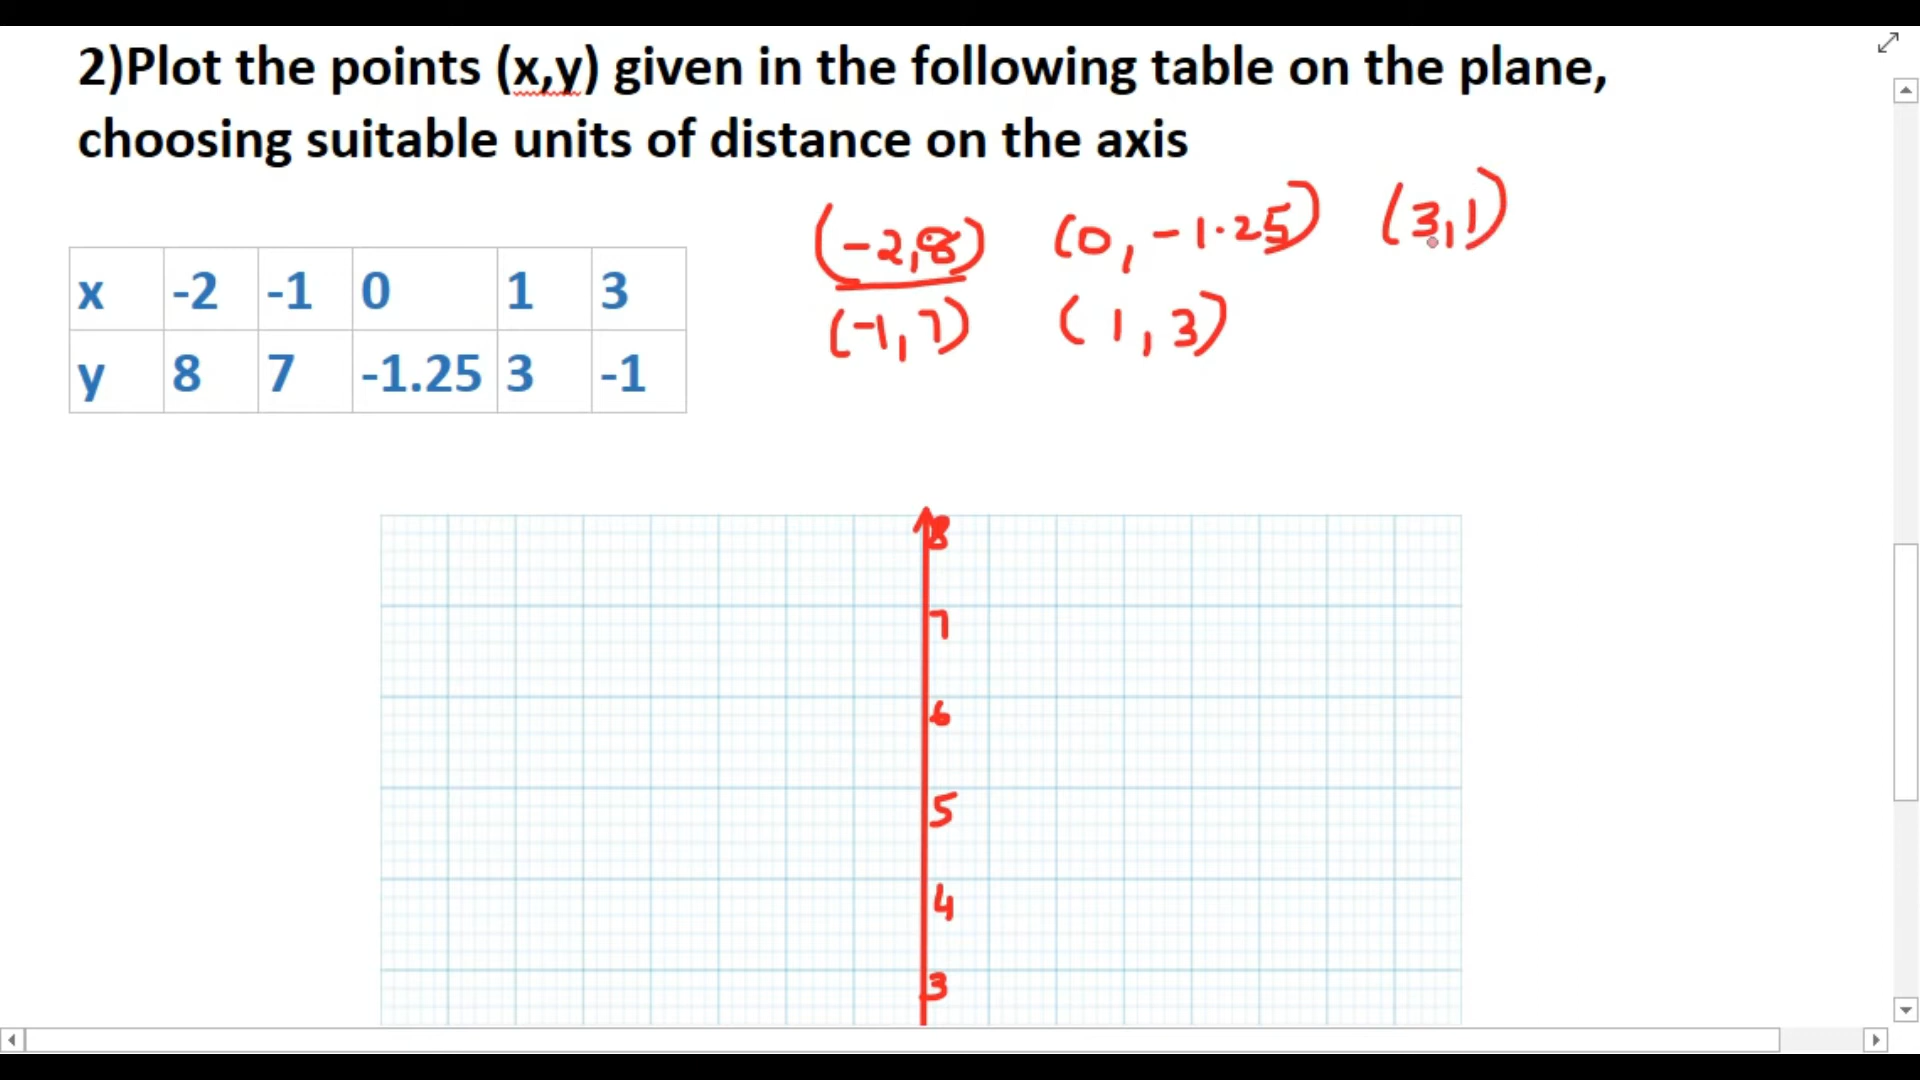 2)Plot the points (x,y) given in the following table on the plane,
choosing suitable units of distance on the axis
(-2,8) (0,-1.25) (3,1)
(-1,7) (1,3)
x -2 -1 0 1 3
y 8 7 -1.25 3 -1
8
7
6
5
4
3